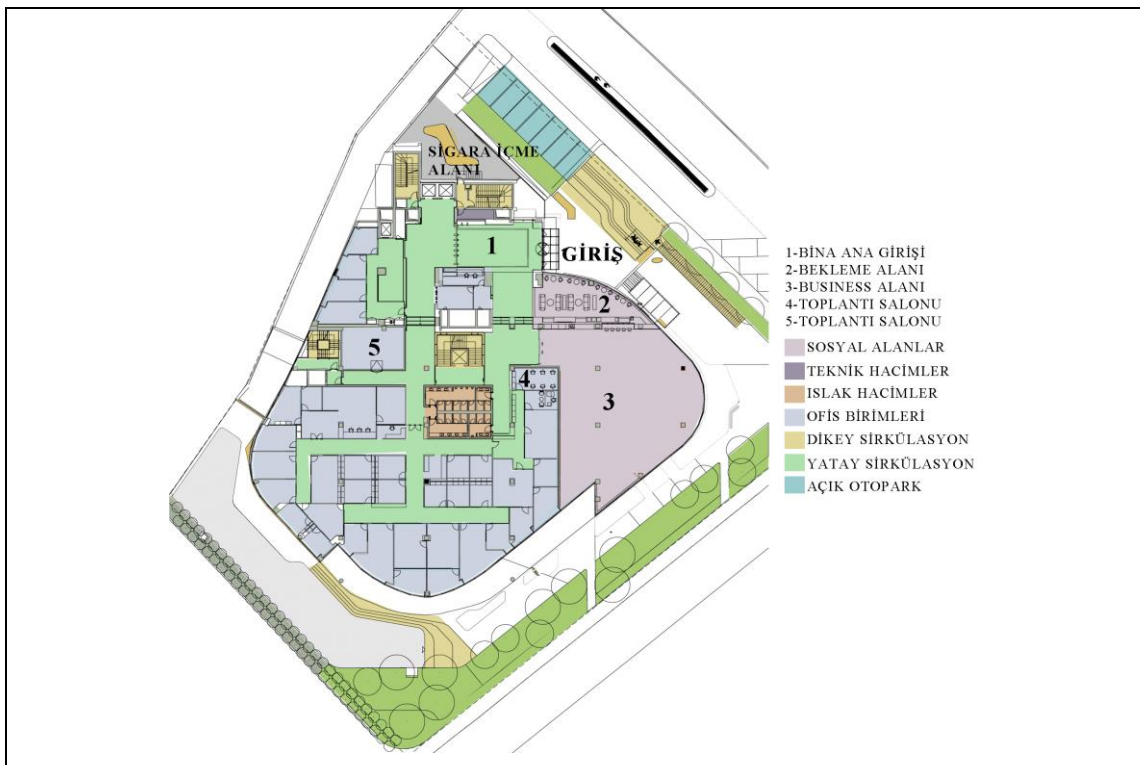 SİGARA İÇME
ALANI
1
GİRİŞ
2
5
4
3
1-BİNA ANA GİRİŞİ
2-BEKLEME ALANI
3-BUSINESS ALANI
4-TOPLANTI SALONU
5-TOPLANTI SALONU
SOSYAL ALANLAR
TEKNİK HACİMLER
ISLAK HACİMLER
OFİS BİRİMLERİ
DİKEY SİRKÜLASYON
YATAY SİRKÜLASYON
AÇIK OTOPARK